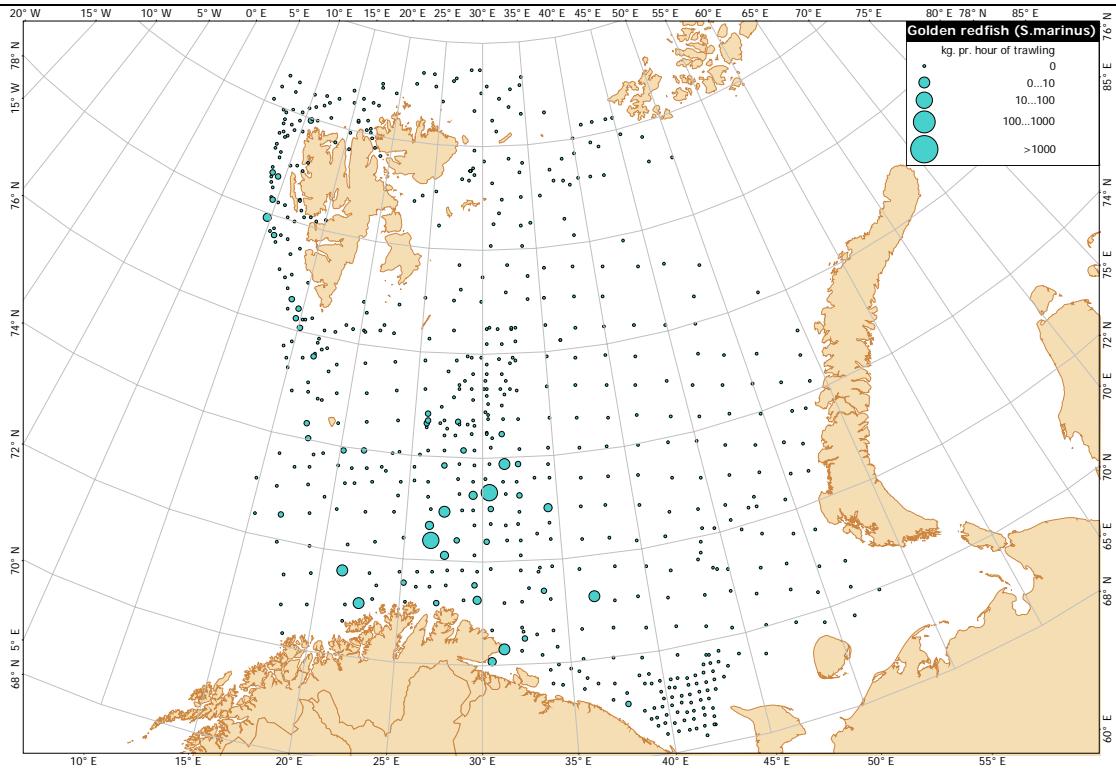 20° W 15° W 10° W 5° W 0° E 5° E 10° E 15° E 20° E 25° E 30° E 35° E 40° E 45° E 50° E 55° E 60° E 65° E 70° E 75° E 80° E 78° N 85° E
Golden redfish (S.marinus)
kg. pr. hour of trawling
0
0...10
10...100
100...1000
>1000
78° N
15° W
76° N
74° N
72° N
70° N
5° E
68° N
76° N
85° E
74° N
75° E
72° N
70° E
70° N
65° E
68° N
60° E
10° E 15° E 20° E 25° E 30° E 35° E 40° E 45° E 50° E 55° E